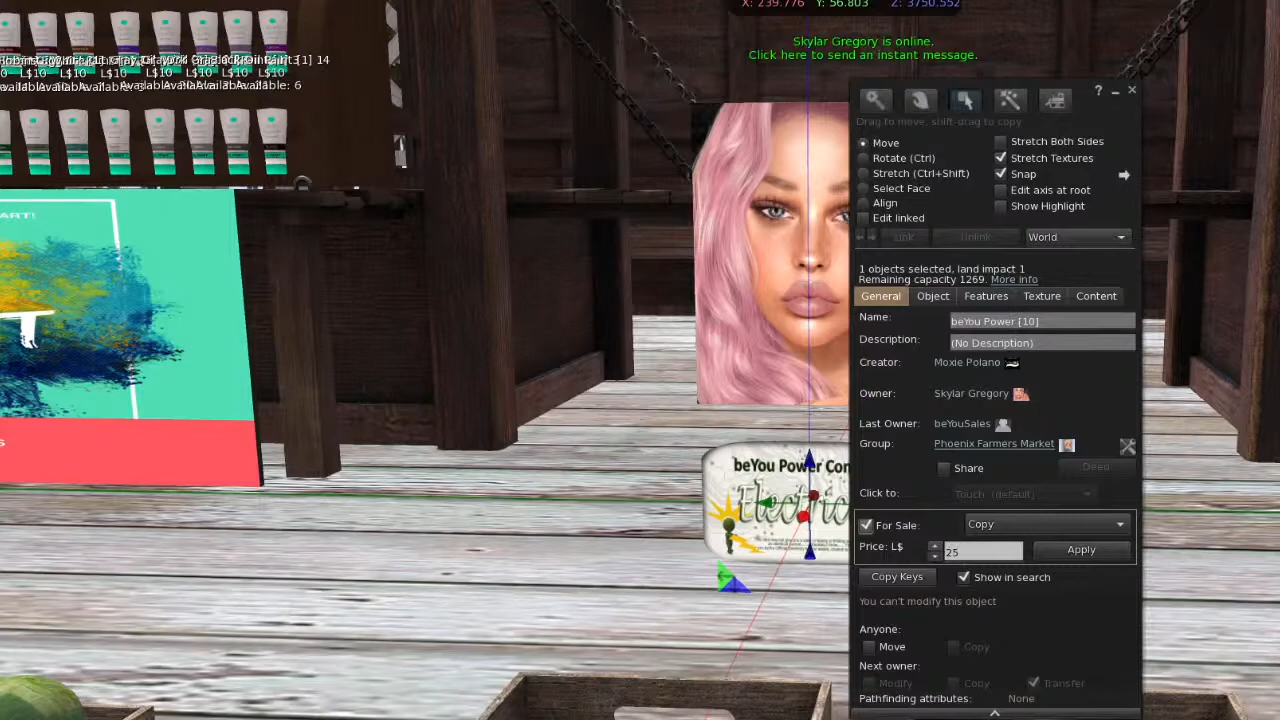 X: 239.776 Y: 56.803 Z: 3750.552
Skylar Gregory is online.
Click here to send an instant message.
[1] 14
L$10 L$10 L$10 L$10 L$10 L$10 L$10
Available: 6
ART!
beYou Power Con
Electric
? _ ×
Drag to move, shift-drag to copy
Move
Rotate (Ctrl)
Stretch (Ctrl+Shift)
Select Face
Align
Edit linked
Stretch Both Sides
Stretch Textures
Snap
Edit axis at root
Show Highlight
Link Unlink World
1 objects selected, land impact 1
Remaining capacity 1269. More info
General Object Features Texture Content
Name: beYou Power [10]
Description: (No Description)
Creator: Moxie Polano
Owner: Skylar Gregory
Last Owner: beYouSales
Group: Phoenix Farmers Market
Share Deed
Click to: Touch (default)
For Sale: Copy
Price: L$ 25 Apply
Copy Keys Show in search
You can't modify this object
Anyone:
Move Copy
Next owner:
Modify Copy Transfer
Pathfinding attributes: None